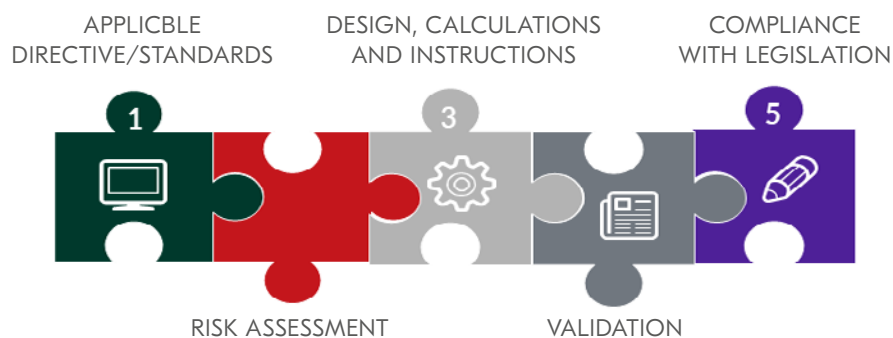 APPLICBLE
DIRECTIVE/STANDARDS
DESIGN, CALCULATIONS
AND INSTRUCTIONS
COMPLIANCE
WITH LEGISLATION
1
3
5
RISK ASSESSMENT
VALIDATION